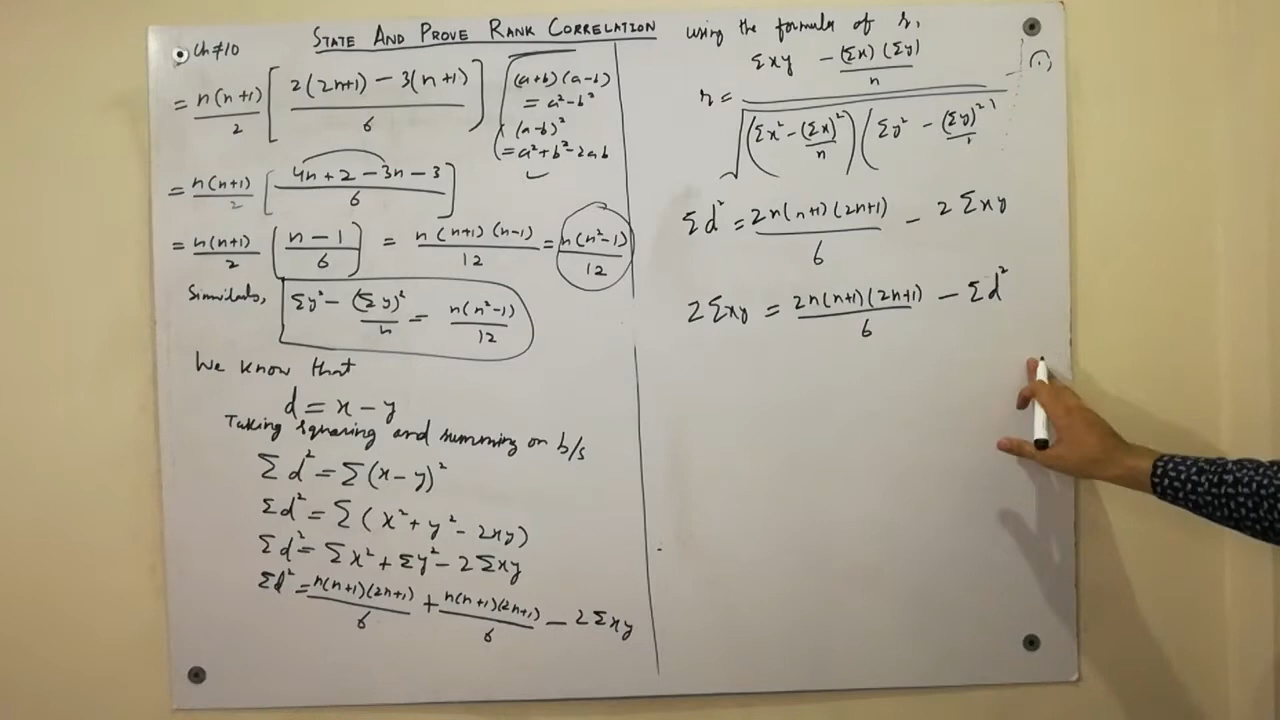 Ch#10
STATE AND PROVE RANK CORRELATION
= n(n+1)/2 [ 2(2n+1) - 3(n+1) / 6 ]
(a+b)(a-b)
= a² - b²
(a-b)²
= a² + b² - 2ab
= n(n+1)/2 [ 4n + 2 - 3n - 3 / 6 ]
= n(n+1)/2 [ n - 1 / 6 ] = n(n+1)(n-1)/12 = n(n²-1)/12
Similarly, Σy² - (Σy)²/n = n(n²-1)/12
We know that
d = x - y
Taking squaring and summing on b/s
Σd² = Σ(x - y)²
Σd² = Σ(x² + y² - 2xy)
Σd² = Σx² + Σy² - 2Σxy
Σd² = n(n+1)(2n+1)/6 + n(n+1)(2n+1)/6 - 2Σxy
using the formula of r,
r = Σxy - (Σx)(Σy)/n / √(Σx² - (Σx)²/n)(Σy² - (Σy)²/
Σd² = 2n(n+1)(2n+1)/6 - 2Σxy
2Σxy = 2n(n+1)(2n+1)/6 - Σd²